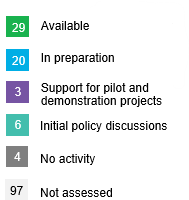 29 Available
20 In preparation
3 Support for pilot and
demonstration projects
6 Initial policy discussions
4 No activity
97 Not assessed